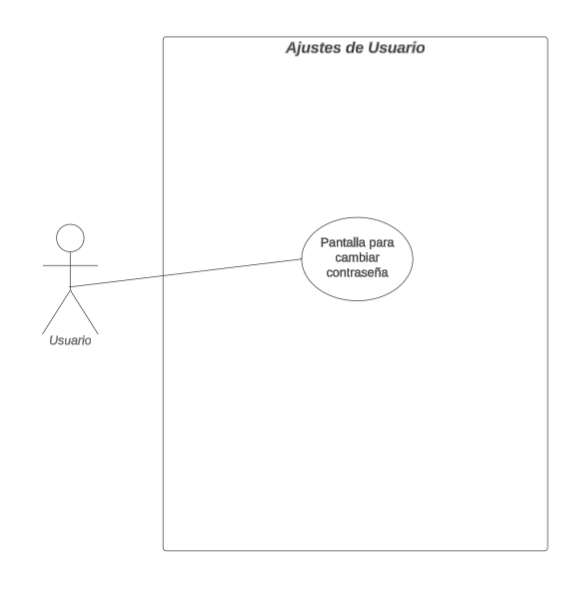 Ajustes de Usuario
Pantalla para
cambiar
contraseña
Usuario